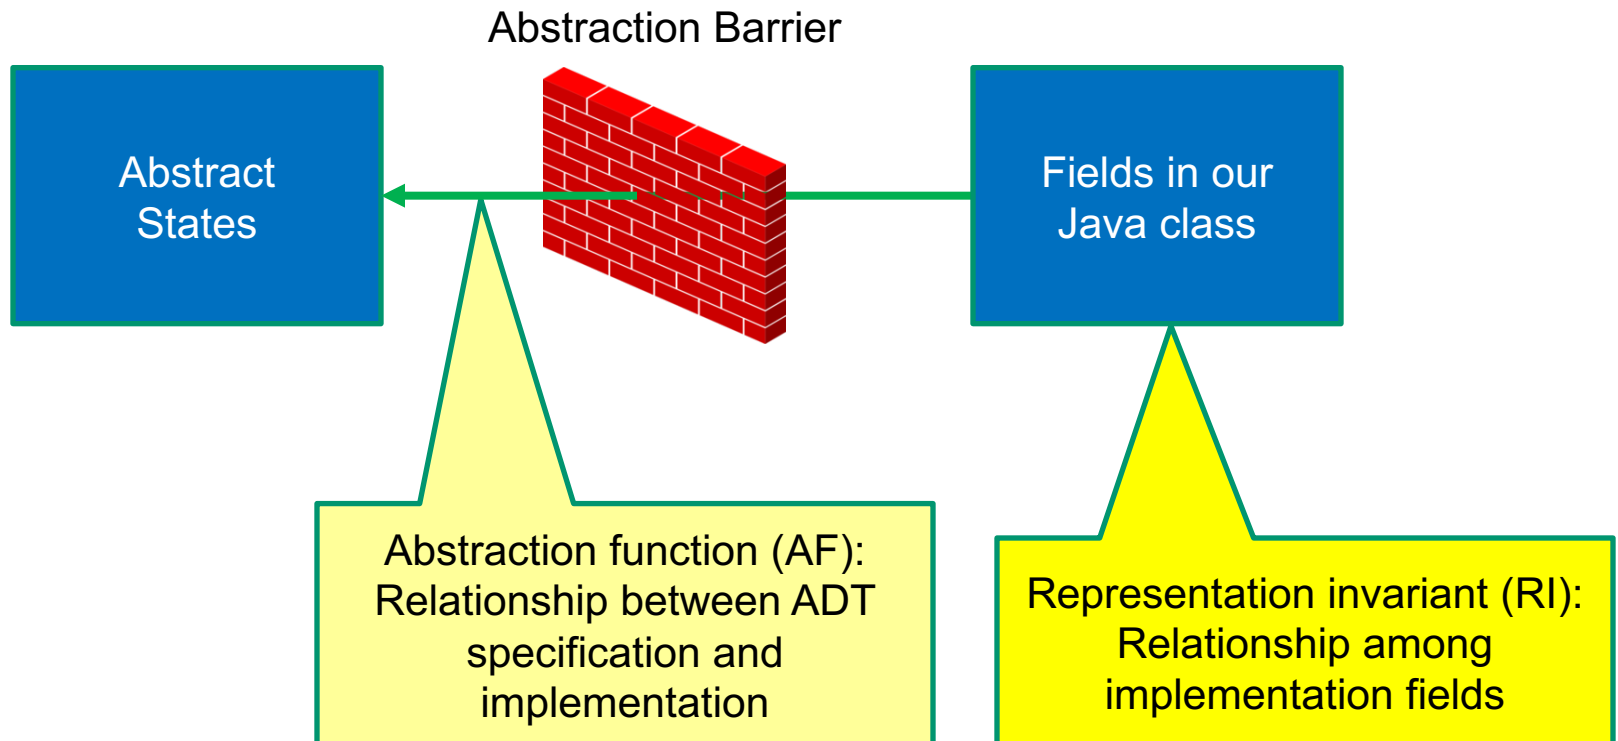 Abstraction Barrier
Abstract
States
Fields in our
Java class
Abstraction function (AF):
Relationship between ADT
specification and
implementation
Representation invariant (RI):
Relationship among
implementation fields